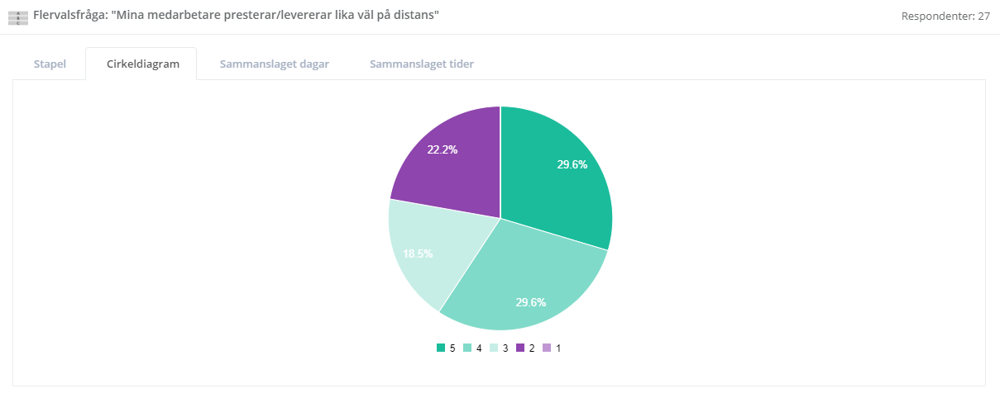 Flervalsfråga: "Mina medarbetare presterar/levererar lika väl på distans"
Respondenter: 27
Stapel
Cirkeldiagram
Sammanslaget dagar
Sammanslaget tider
22.2%
29.6%
18.5%
29.6%
5 4 3 2 1